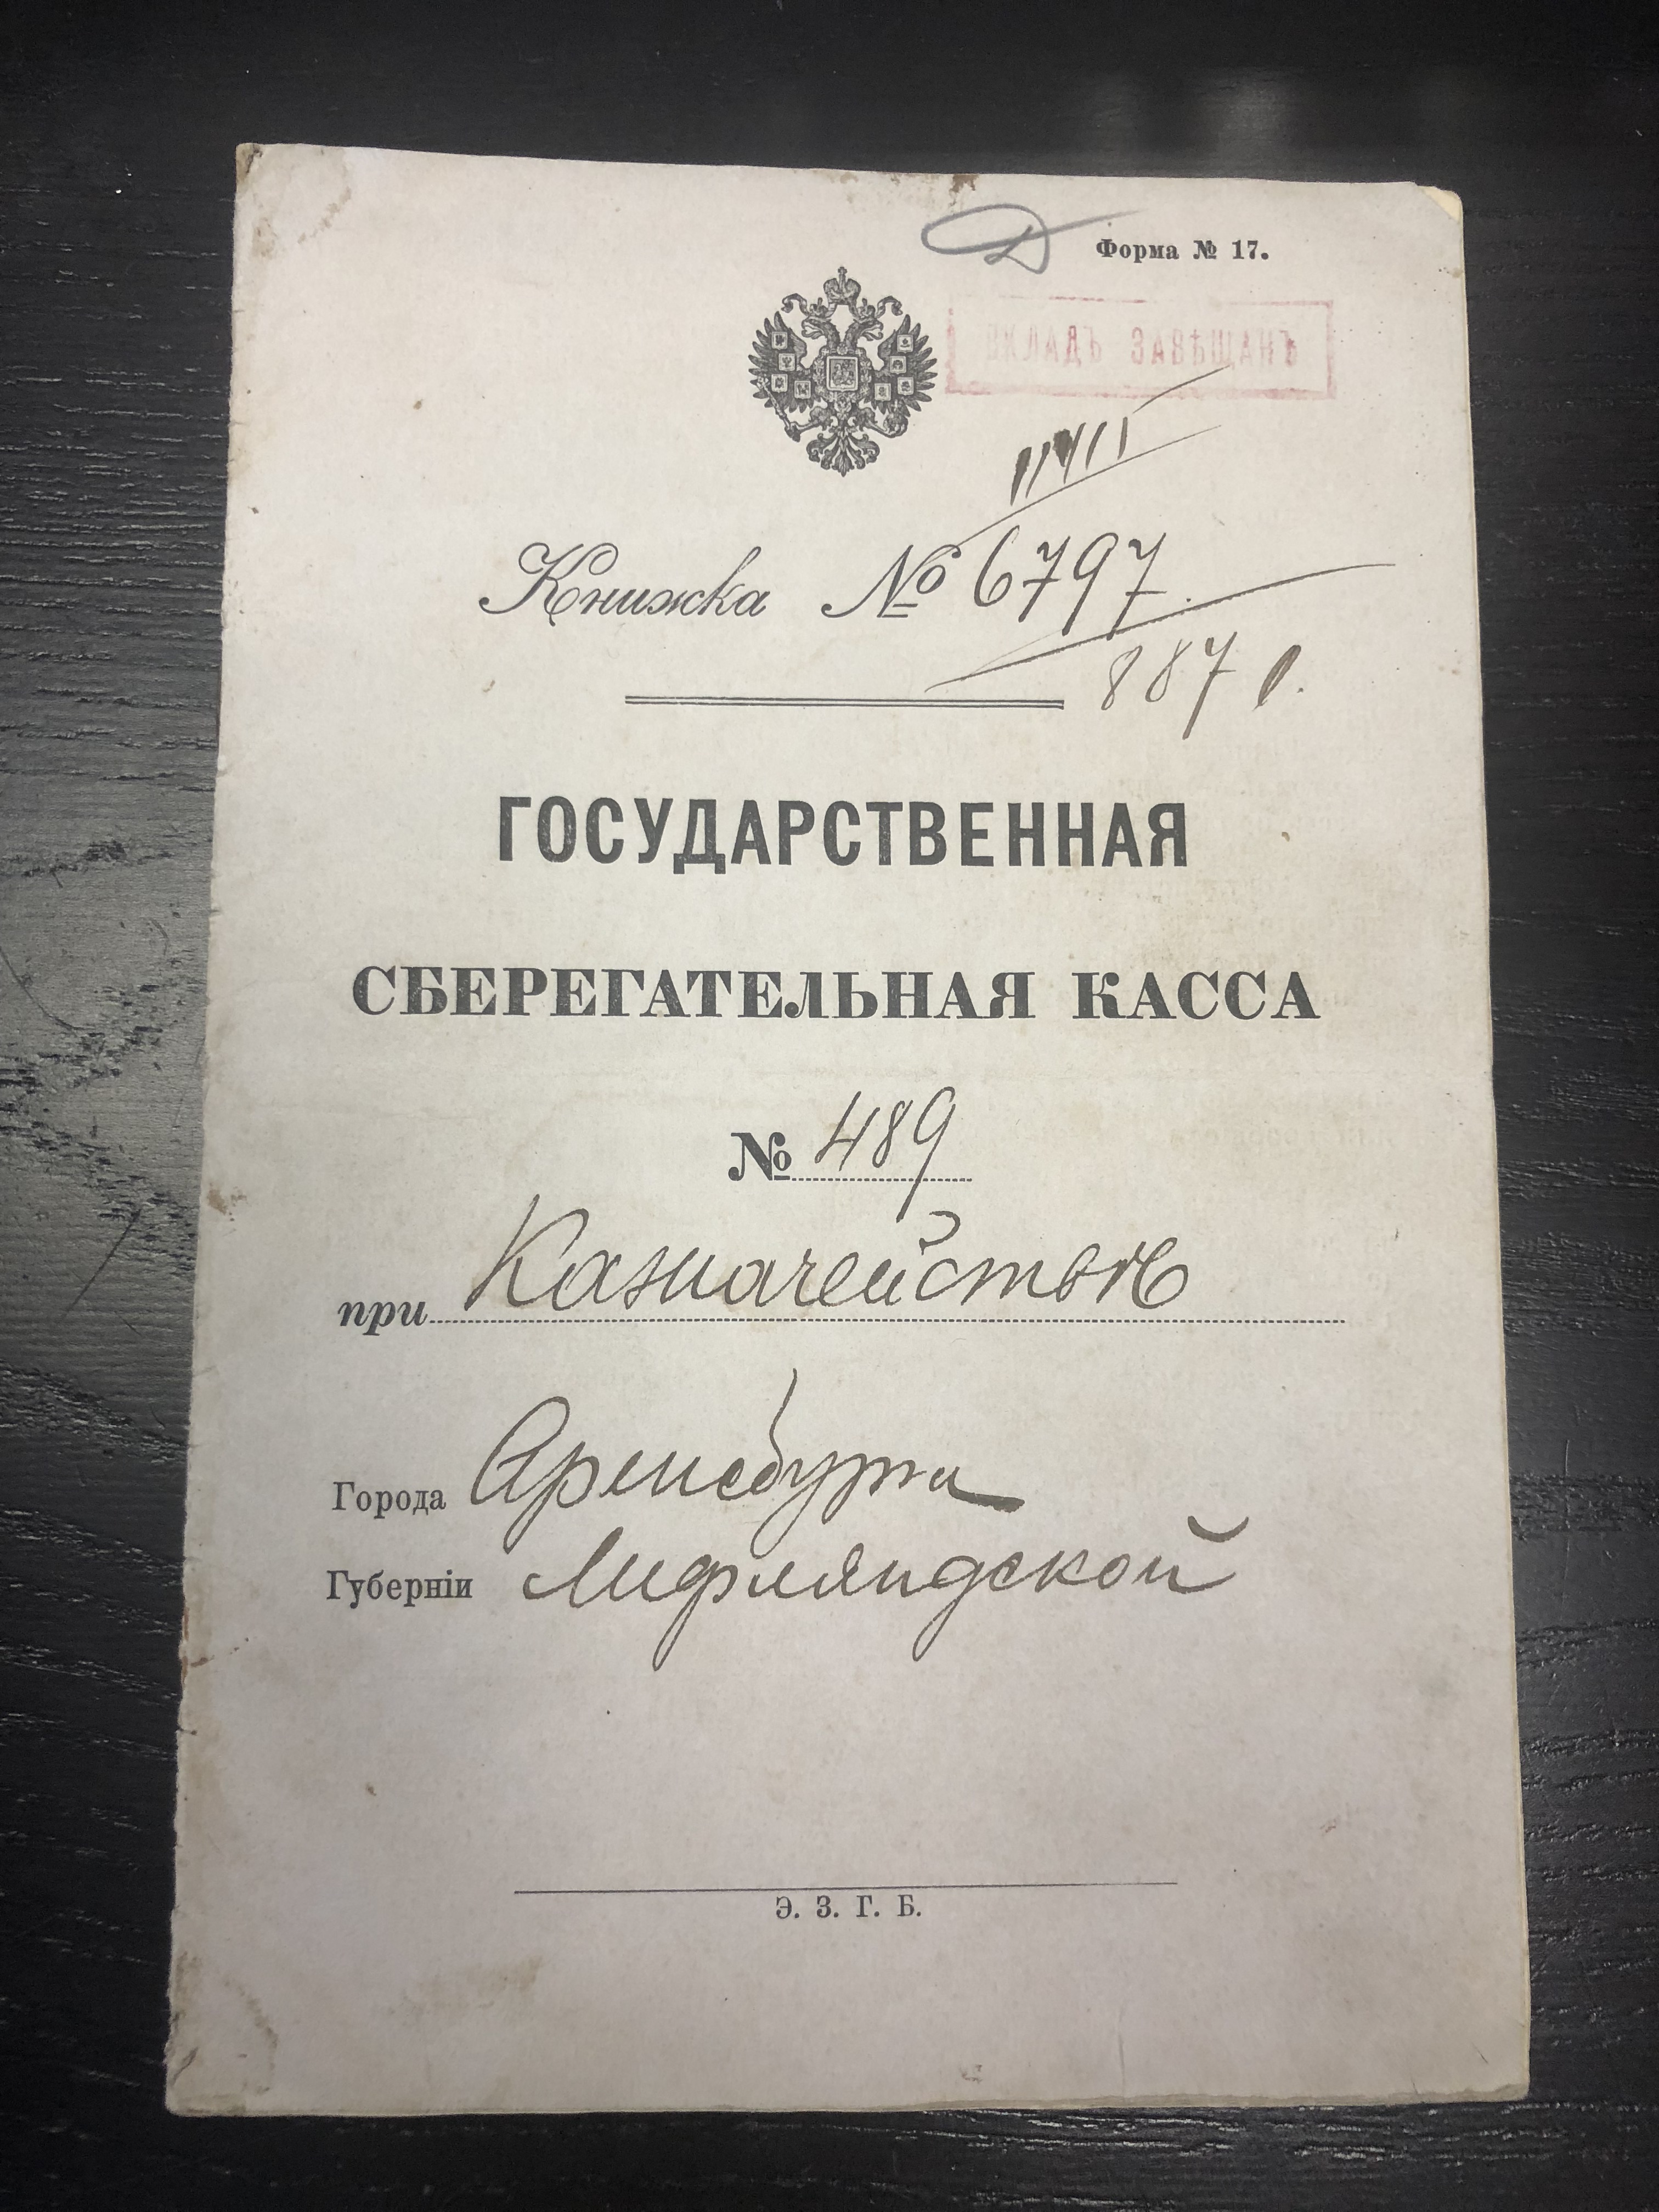 Форма № 17.
ВКЛАДЪ ЗАВѢЩАНЪ
Книжка № 6797
887
ГОСУДАРСТВЕННАЯ
СБЕРЕГАТЕЛЬНАЯ КАССА
№ 489
при Казначействѣ
Города Аренсбурга
Губерніи Лифляндской
Э. З. Г. Б.